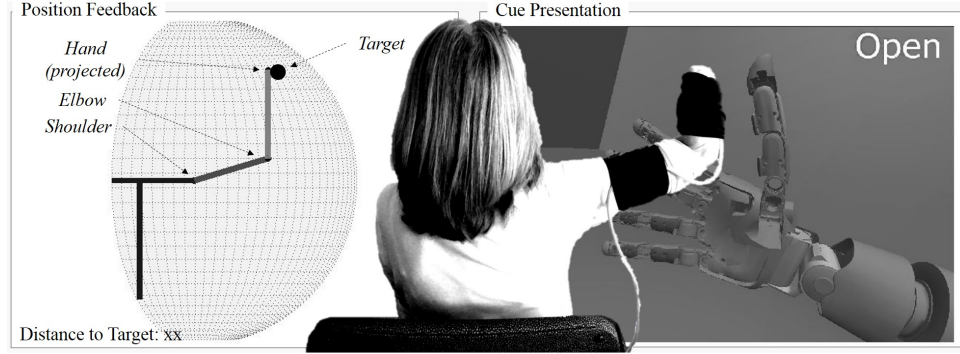 Position Feedback
Cue Presentation
Hand
(projected)
Target
Open
Elbow
Shoulder
Distance to Target: xx